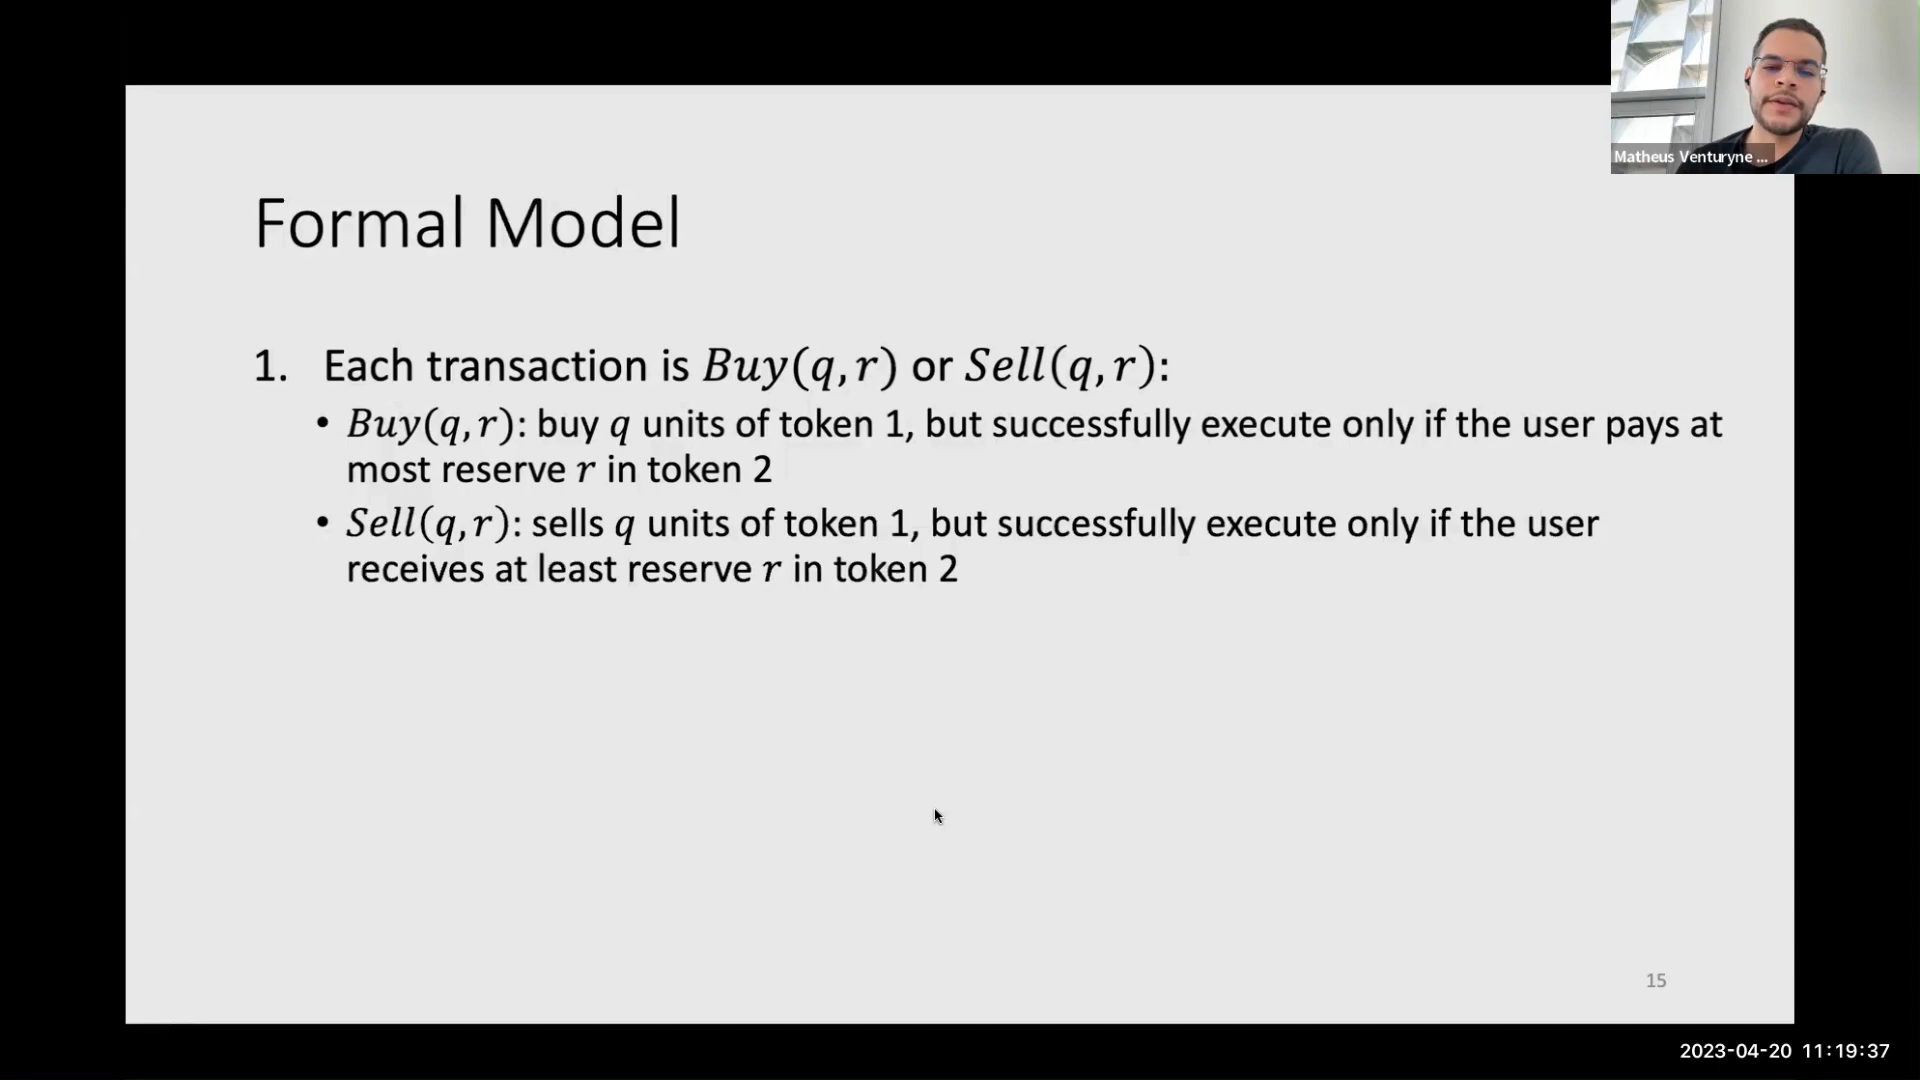 Matheus Venturyne ...
Formal Model
1. Each transaction is Buy(q, r) or Sell(q, r):
• Buy(q, r): buy q units of token 1, but successfully execute only if the user pays at
most reserve r in token 2
• Sell(q, r): sells q units of token 1, but successfully execute only if the user
receives at least reserve r in token 2
15
2023-04-20 11:19:37